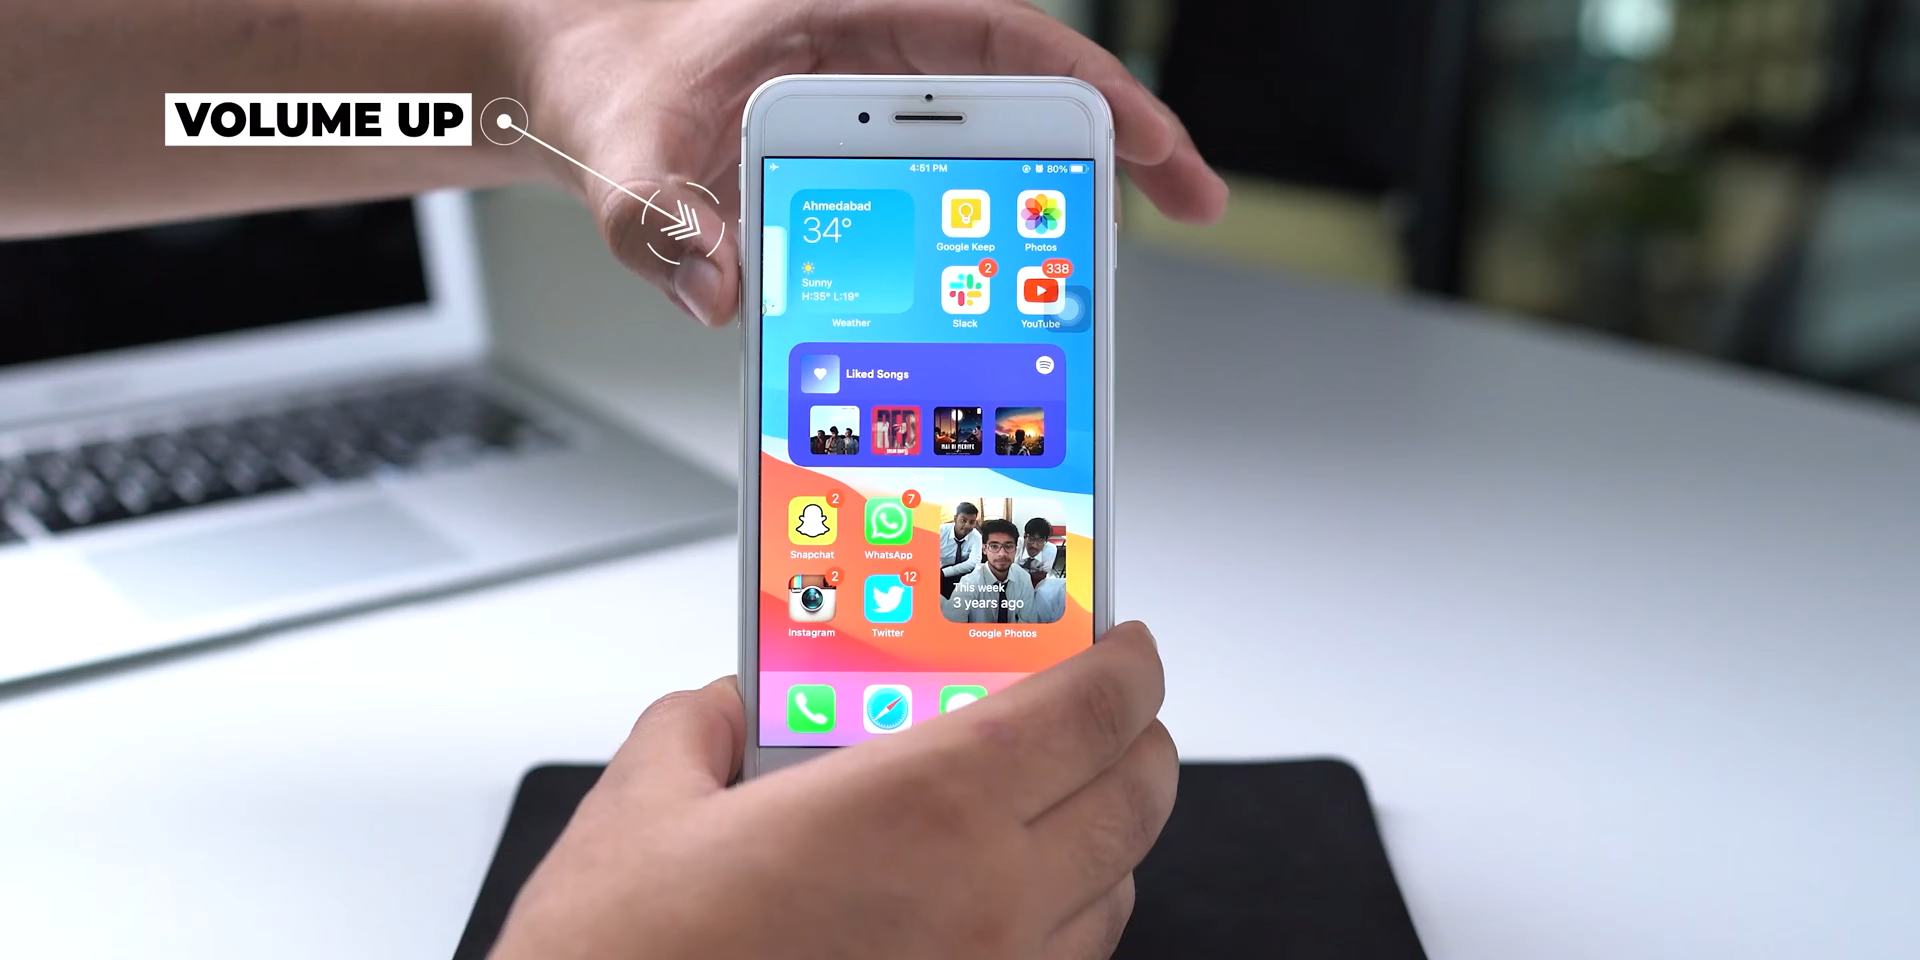 VOLUME UP
4:51 PM
80%
Ahmedabad
34°
Sunny
H:35° L:19°
Weather
Google Keep
Photos
2
338
Slack
YouTube
Liked Songs
RED
2
7
Snapchat
WhatsApp
2
12
This week
3 years ago
Instagram
Twitter
Google Photos